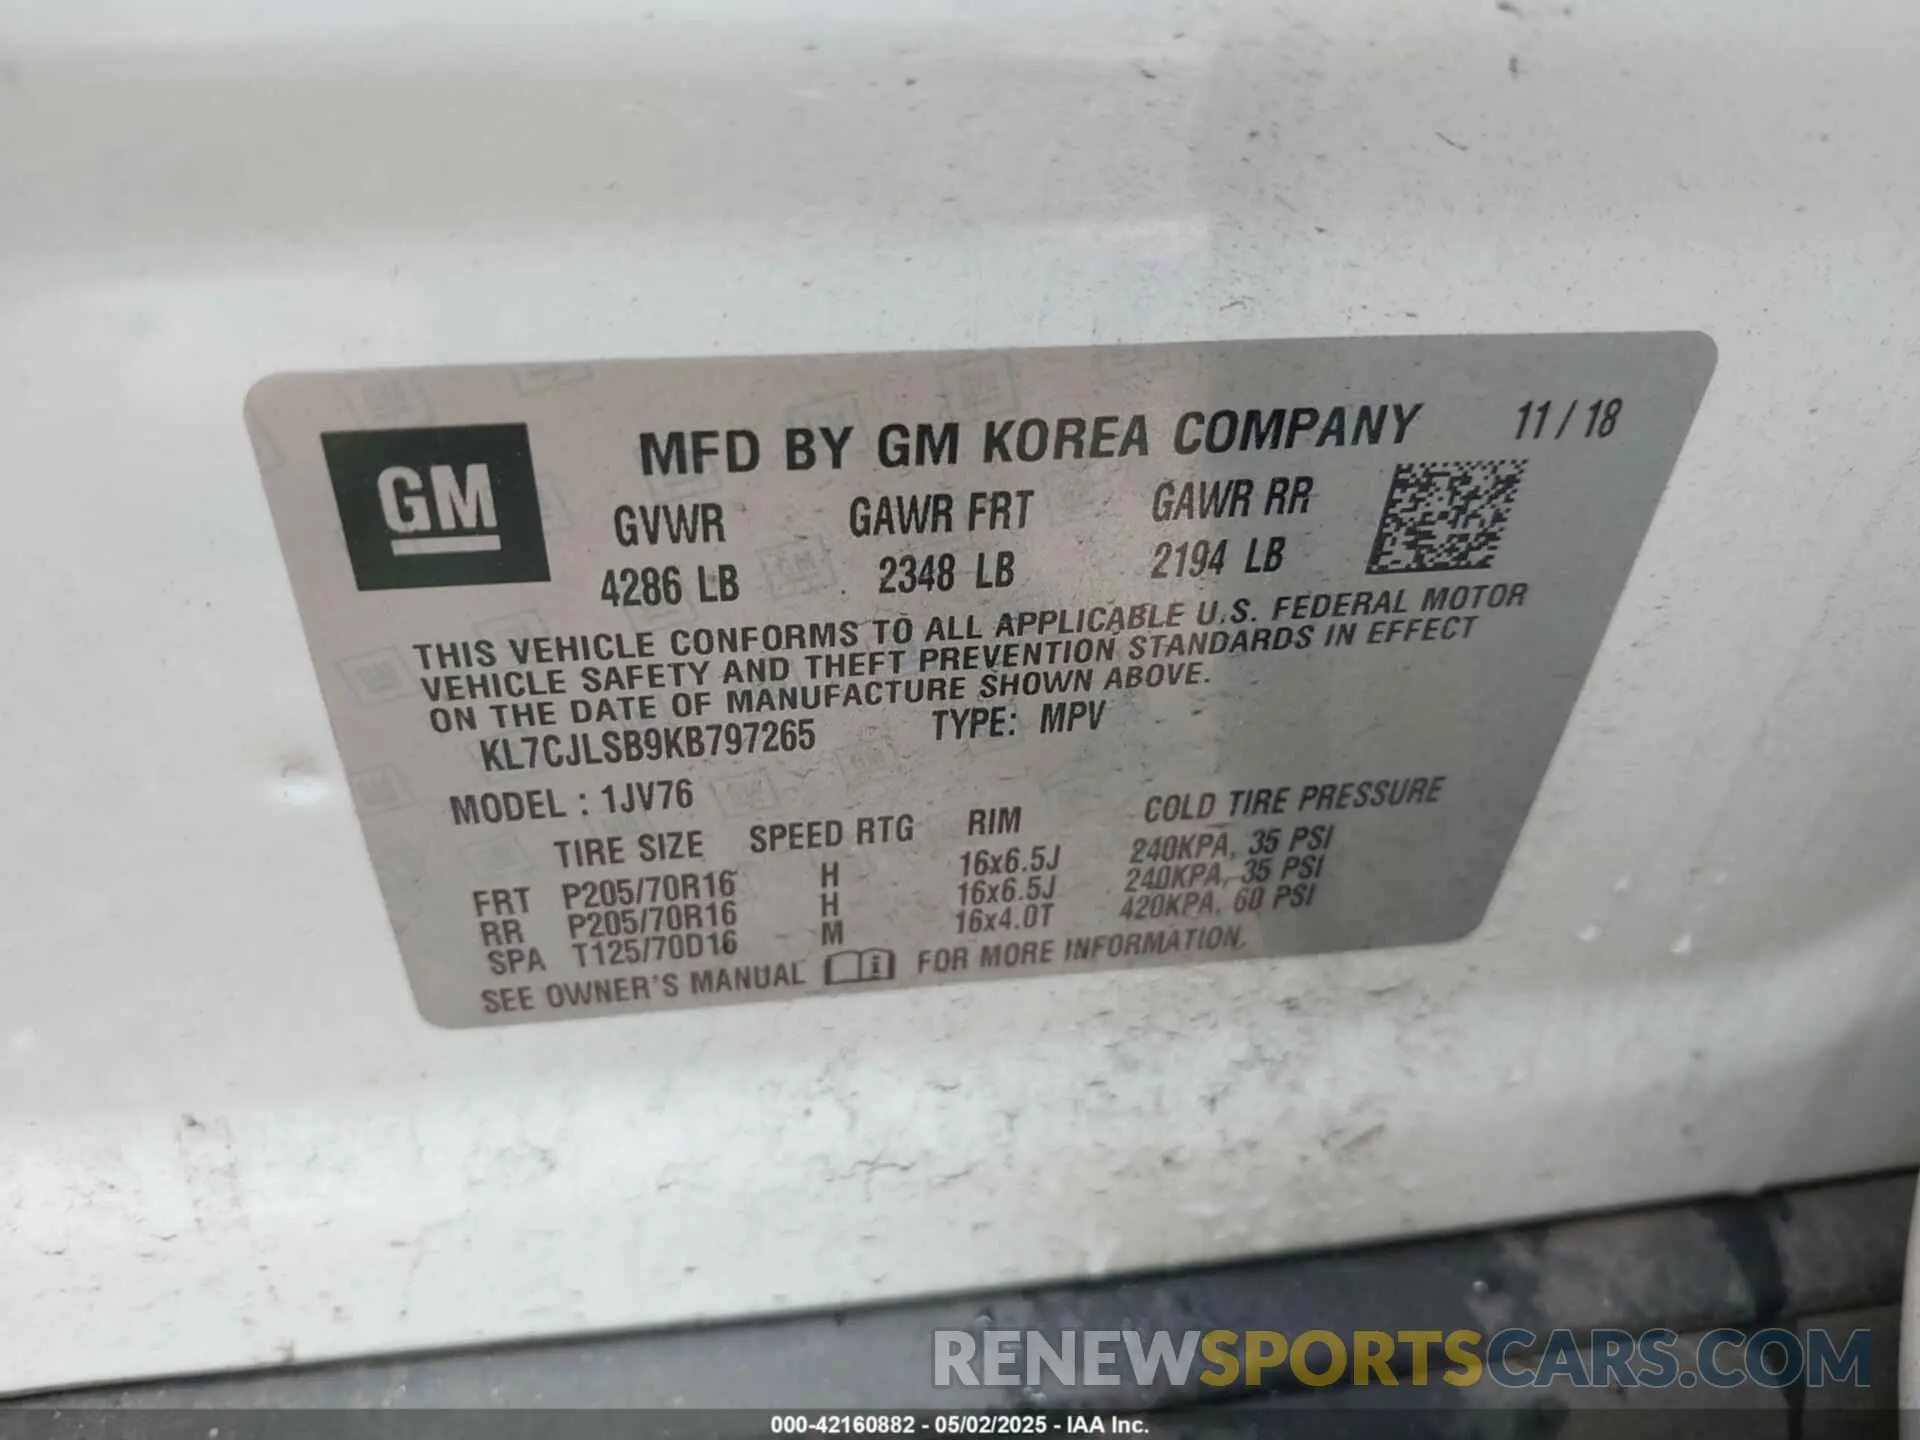 GM
MFD BY GM KOREA COMPANY 11 / 18
GVWR GAWR FRT GAWR RR
4286 LB 2348 LB 2194 LB
THIS VEHICLE CONFORMS TO ALL APPLICABLE U.S. FEDERAL MOTOR
VEHICLE SAFETY AND THEFT PREVENTION STANDARDS IN EFFECT
ON THE DATE OF MANUFACTURE SHOWN ABOVE.
KL7CJLSB9KB797265 TYPE: MPV
MODEL : 1JV76
TIRE SIZE SPEED RTG RIM COLD TIRE PRESSURE
FRT P205/70R16 H 16x6.5J 240KPA, 35 PSI
RR P205/70R16 H 16x6.5J 240KPA, 35 PSI
SPA T125/70D16 M 16x4.0T 420KPA, 60 PSI
SEE OWNER'S MANUAL FOR MORE INFORMATION.
RENEWSPORTSCARS.COM
000-42160882 - 05/02/2025 - IAA Inc.